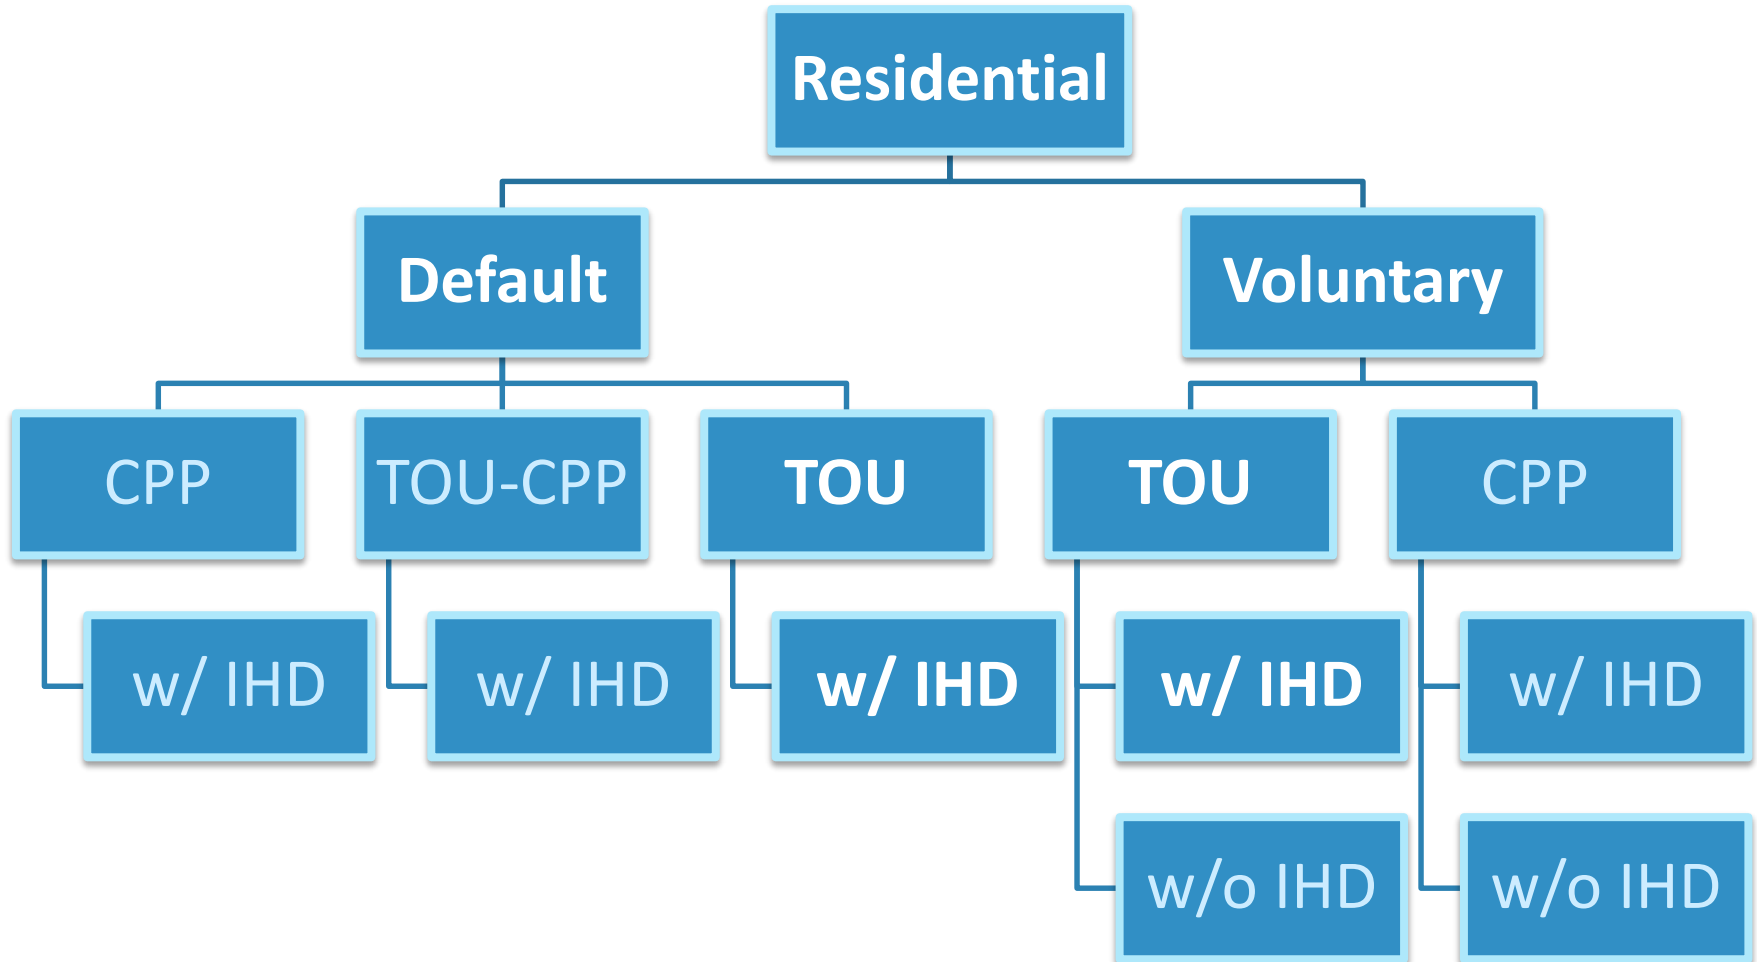 Residential
Default
Voluntary
CPP
TOU-CPP
TOU
TOU
CPP
w/ IHD
w/ IHD
w/ IHD
w/ IHD
w/ IHD
w/o IHD
w/o IHD